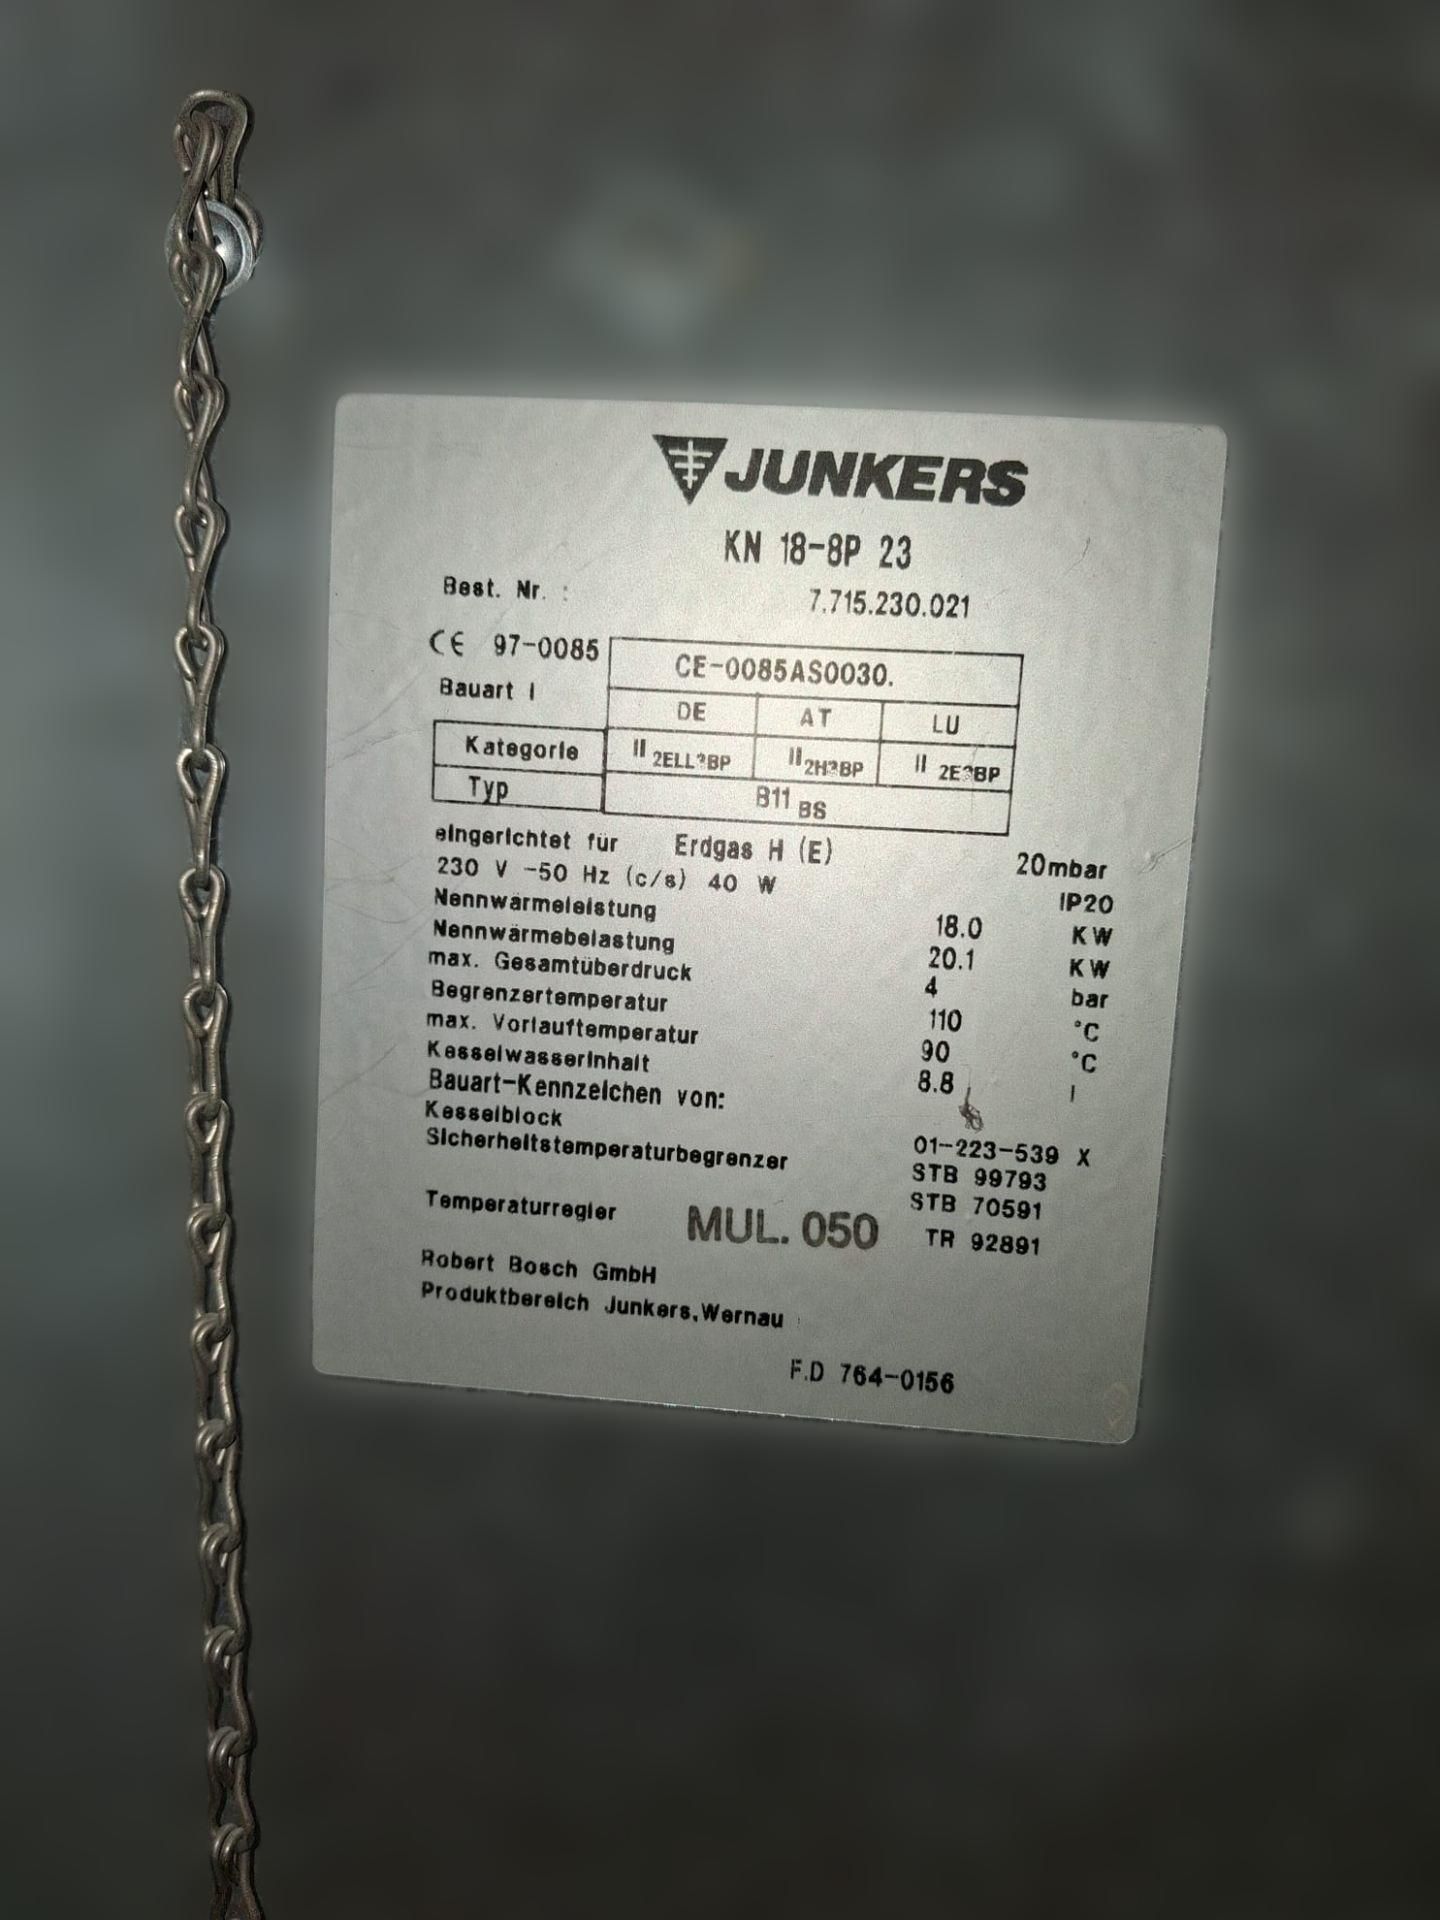 JUNKERS
KN 18-8P 23
Best. Nr. : 7.715.230.021
CE 97-0085 CE-0085AS0030.
Bauart I DE AT LU
Kategorie II 2ELL3BP II 2H3BP II 2E3BP
Typ B11 BS
eingerichtet für Erdgas H (E) 20mbar
230 V -50 Hz (c/s) 40 W IP20
Nennwärmeleistung 18.0 KW
Nennwärmebelastung 20.1 KW
max. Gesamtüberdruck 4 bar
Begrenzertemperatur 110 °C
max. Vorlauftemperatur 90 °C
Kesselwasserinhalt 8.8 l
Bauart-Kennzeichen von:
Kesselblock 01-223-539 X
Sicherheitstemperaturbegrenzer STB 99793
STB 70591
Temperaturregler MUL. 050 TR 92891
Robert Bosch GmbH
Produktbereich Junkers.Wernau
F.D 764-0156